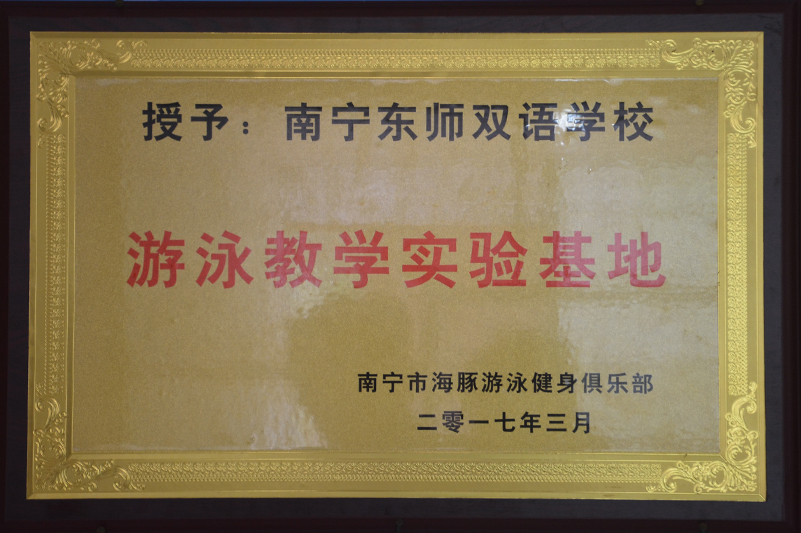 授予：南宁东师双语学校
游泳教学实验基地
南宁市海豚游泳健身俱乐部
二零一七年三月